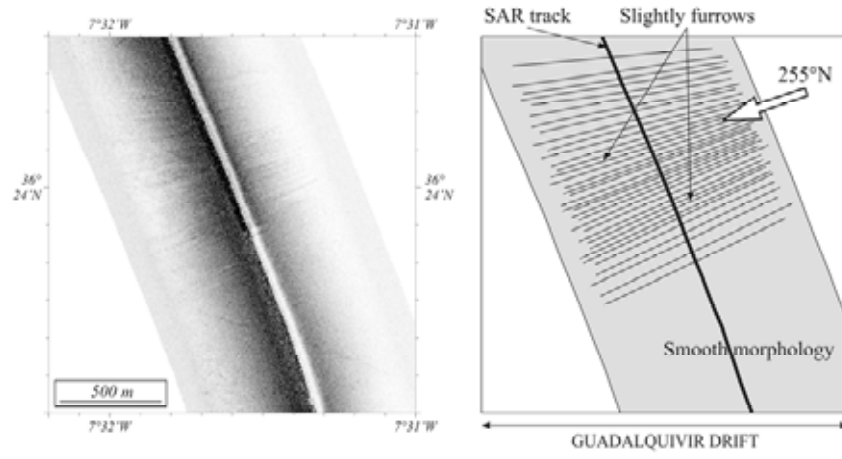 7°32'W
7°31'W
36°
24'N
36°
24'N
500 m
7°32'W
7°31'W
SAR track
Slightly furrows
255°N
Smooth morphology
GUADALQUIVIR DRIFT